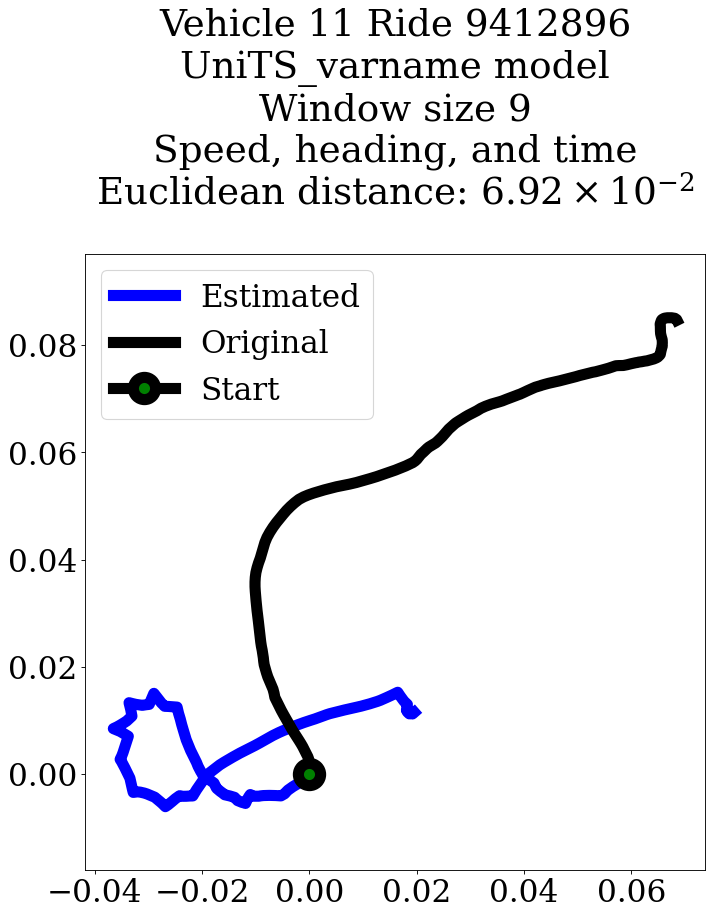 Vehicle 11 Ride 9412896
UniTS_varname model
Window size 9
Speed, heading, and time
Euclidean distance: 6.92 × 10⁻²
Estimated
Original
Start
0.08
0.06
0.04
0.02
0.00
−0.04 −0.02 0.00 0.02 0.04 0.06